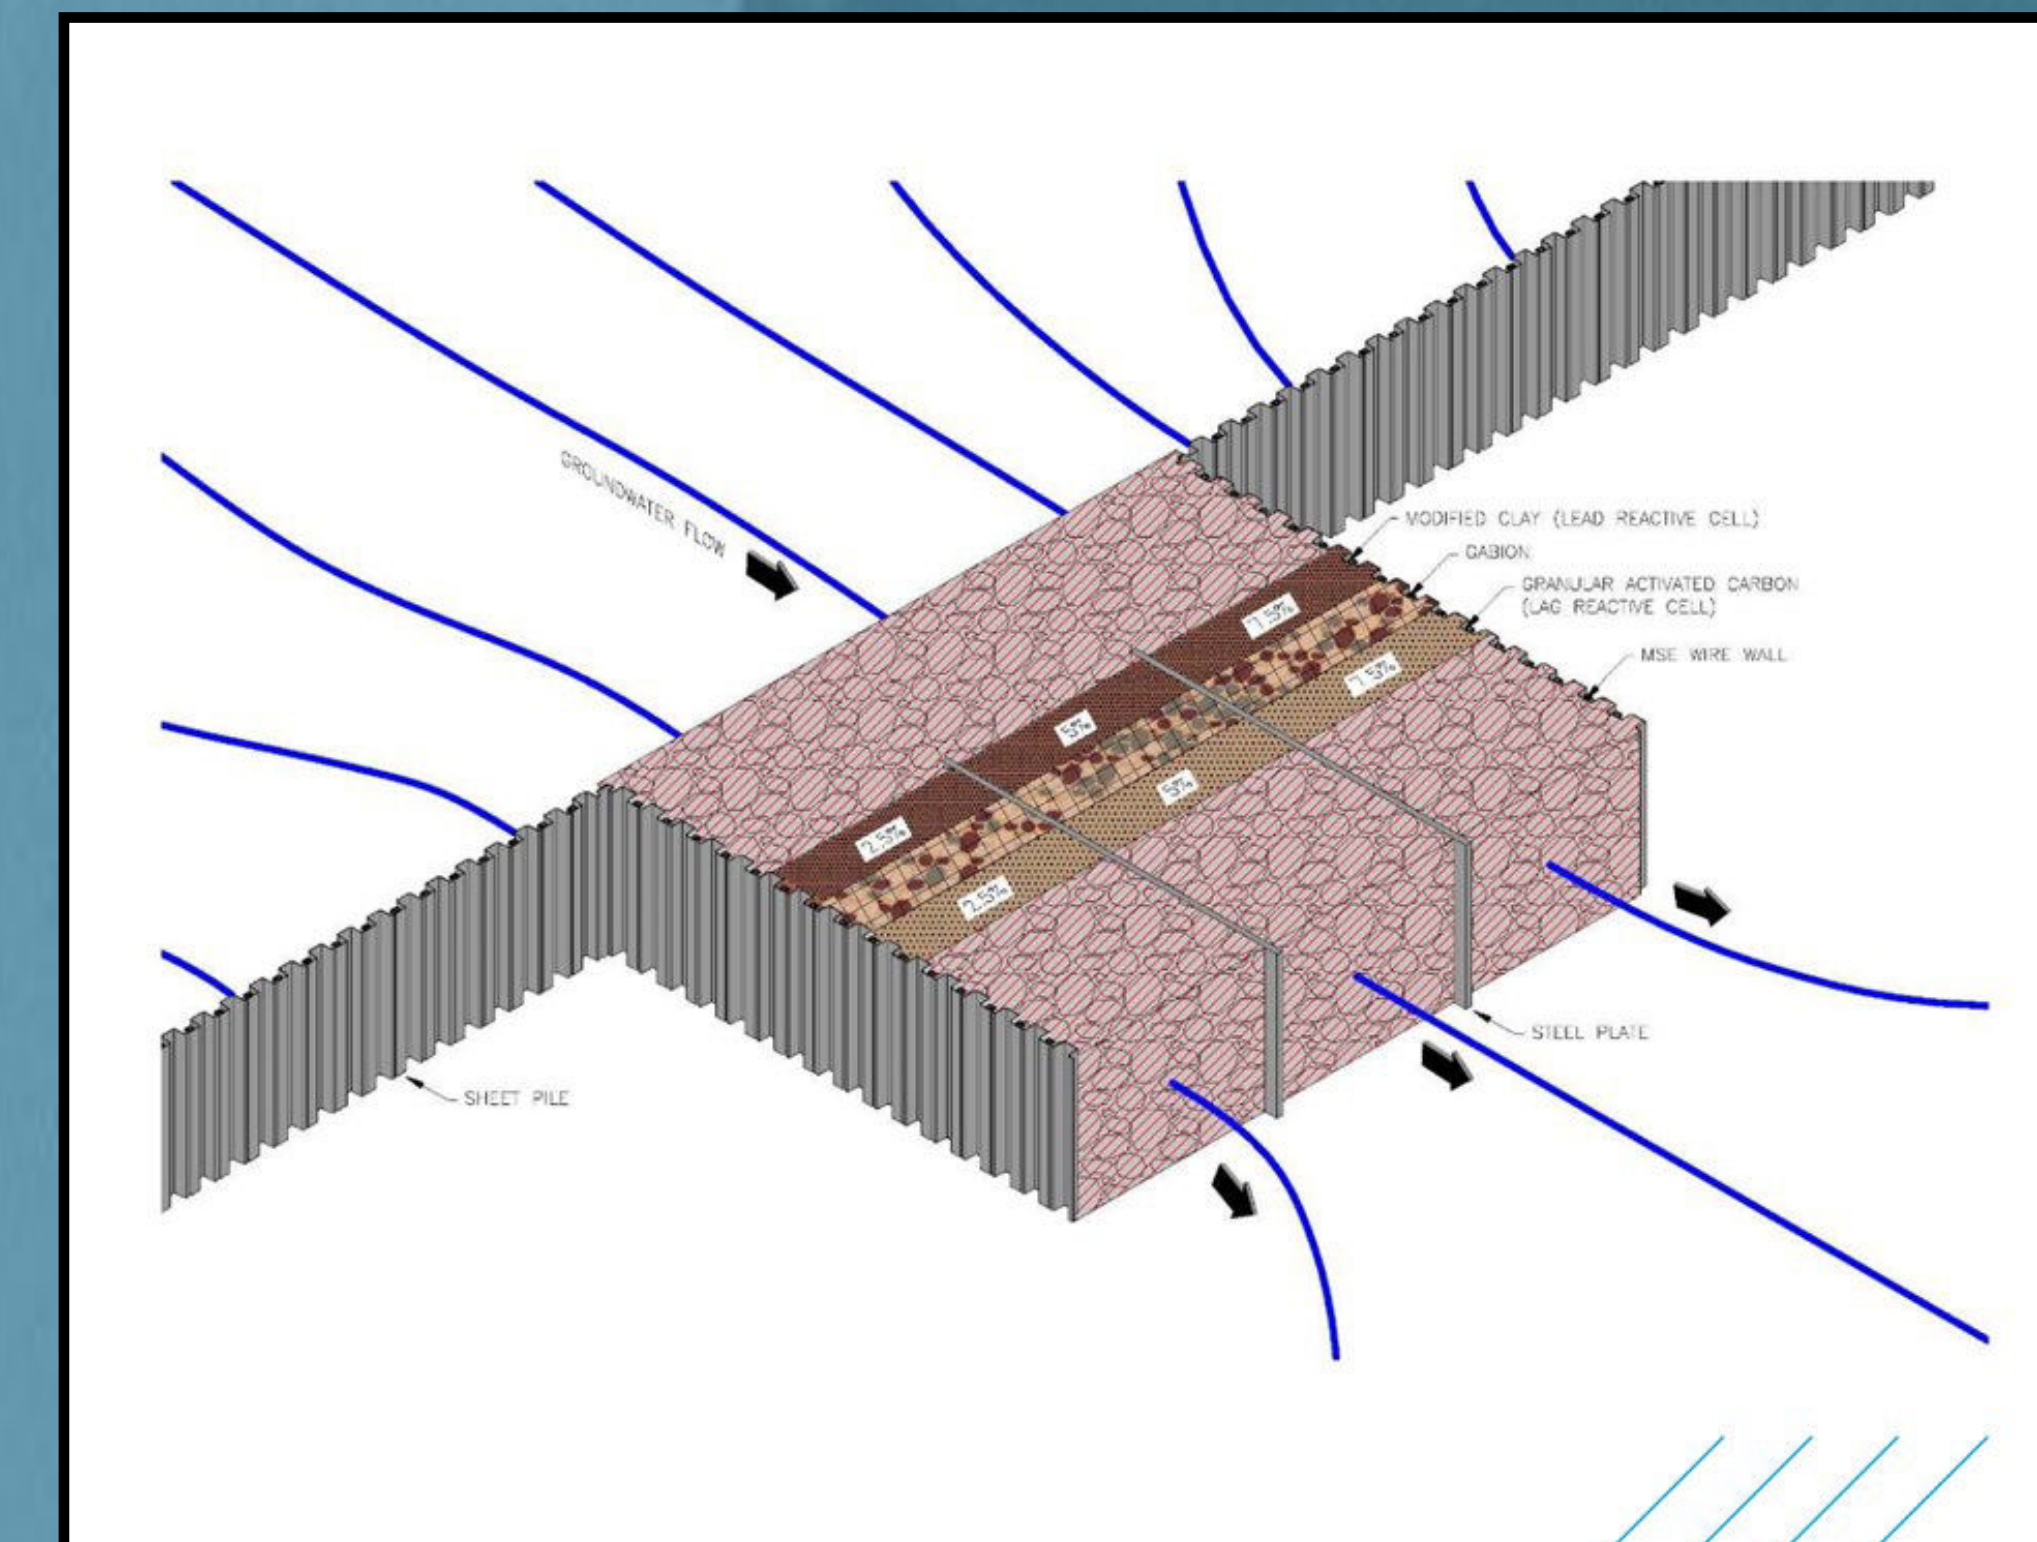 GROUNDWATER FLOW
MODIFIED CLAY (LEAD REACTIVE CELL)
GABION
GRANULAR ACTIVATED CARBON
(LAG REACTIVE CELL)
MSE WIRE WALL
7.5%
7.5%
5%
5%
2.5%
2.5%
STEEL PLATE
SHEET PILE